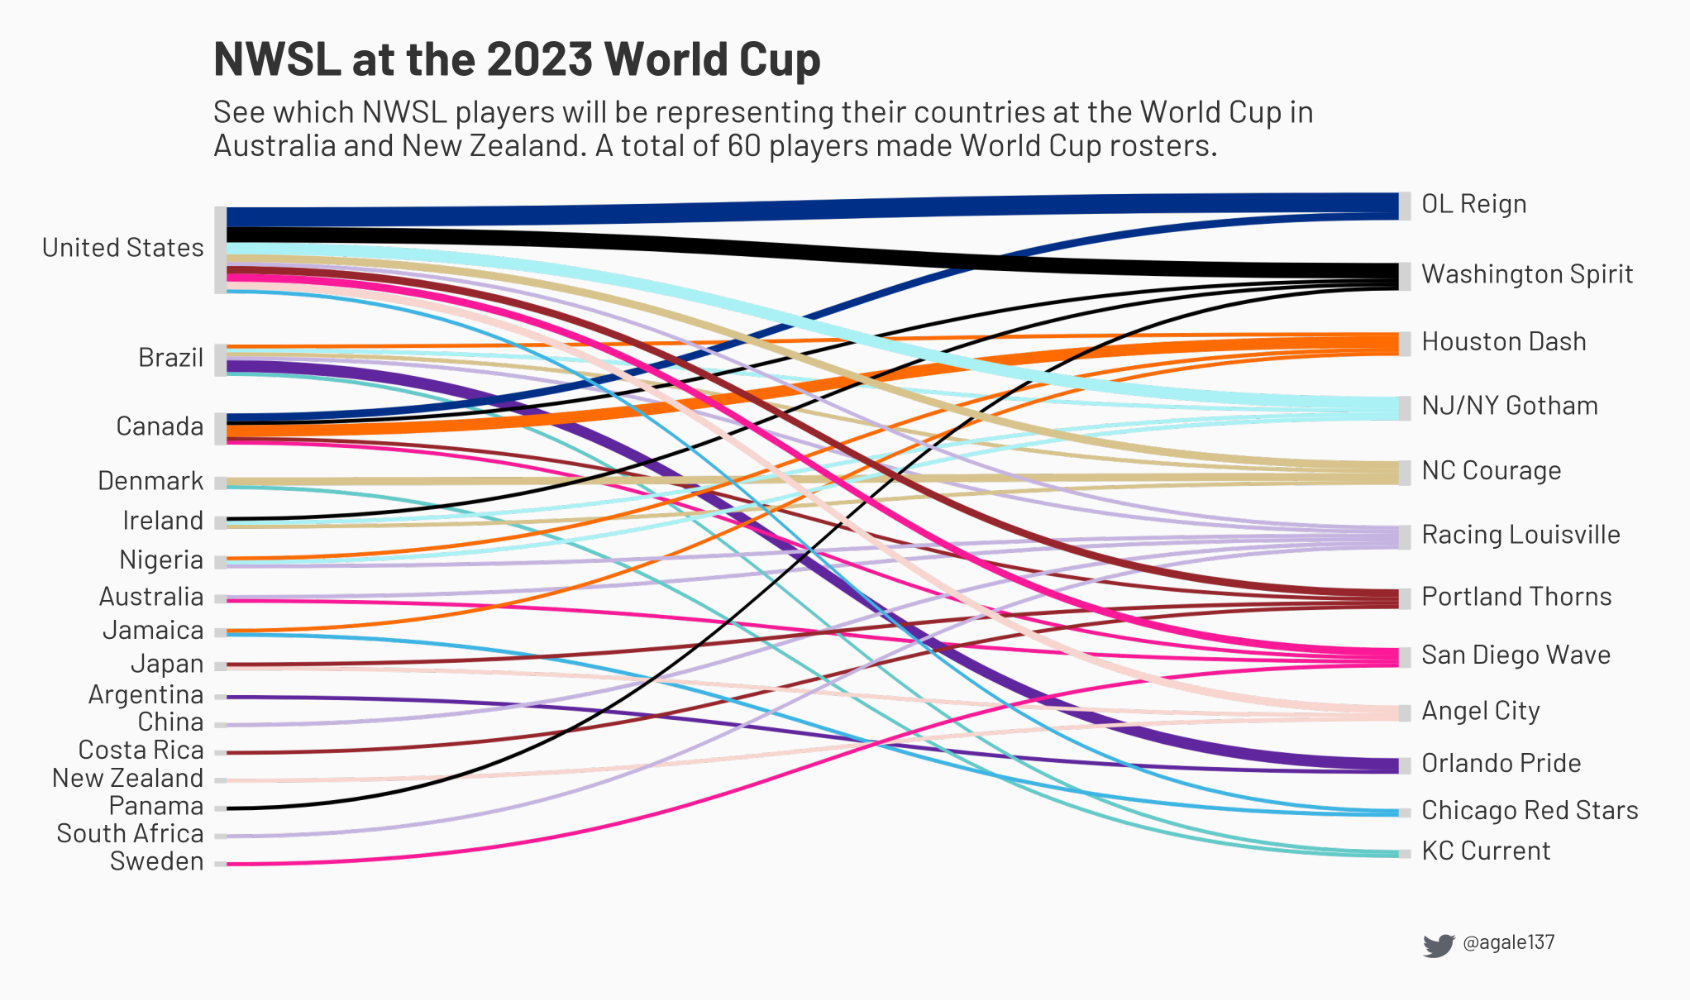 NWSL at the 2023 World Cup
See which NWSL players will be representing their countries at the World Cup in
Australia and New Zealand. A total of 60 players made World Cup rosters.
United States
Brazil
Canada
Denmark
Ireland
Nigeria
Australia
Jamaica
Japan
Argentina
China
Costa Rica
New Zealand
Panama
South Africa
Sweden
OL Reign
Washington Spirit
Houston Dash
NJ/NY Gotham
NC Courage
Racing Louisville
Portland Thorns
San Diego Wave
Angel City
Orlando Pride
Chicago Red Stars
KC Current
@agale137